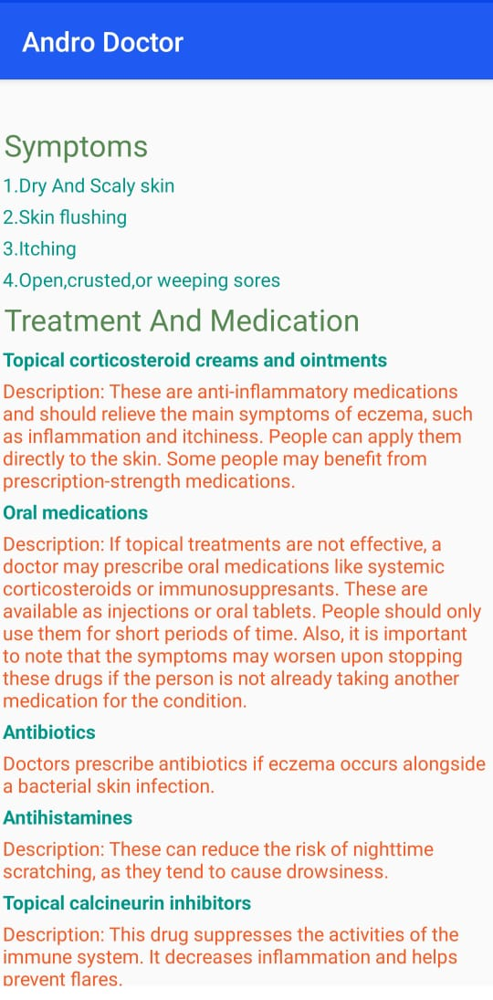 Andro Doctor
Symptoms
1.Dry And Scaly skin
2.Skin flushing
3.Itching
4.Open,crusted,or weeping sores
Treatment And Medication
Topical corticosteroid creams and ointments
Description: These are anti-inflammatory medications
and should relieve the main symptoms of eczema, such
as inflammation and itchiness. People can apply them
directly to the skin. Some people may benefit from
prescription-strength medications.
Oral medications
Description: If topical treatments are not effective, a
doctor may prescribe oral medications like systemic
corticosteroids or immunosuppresants. These are
available as injections or oral tablets. People should only
use them for short periods of time. Also, it is important
to note that the symptoms may worsen upon stopping
these drugs if the person is not already taking another
medication for the condition.
Antibiotics
Doctors prescribe antibiotics if eczema occurs alongside
a bacterial skin infection.
Antihistamines
Description: These can reduce the risk of nighttime
scratching, as they tend to cause drowsiness.
Topical calcineurin inhibitors
Description: This drug suppresses the activities of the
immune system. It decreases inflammation and helps
prevent flares.